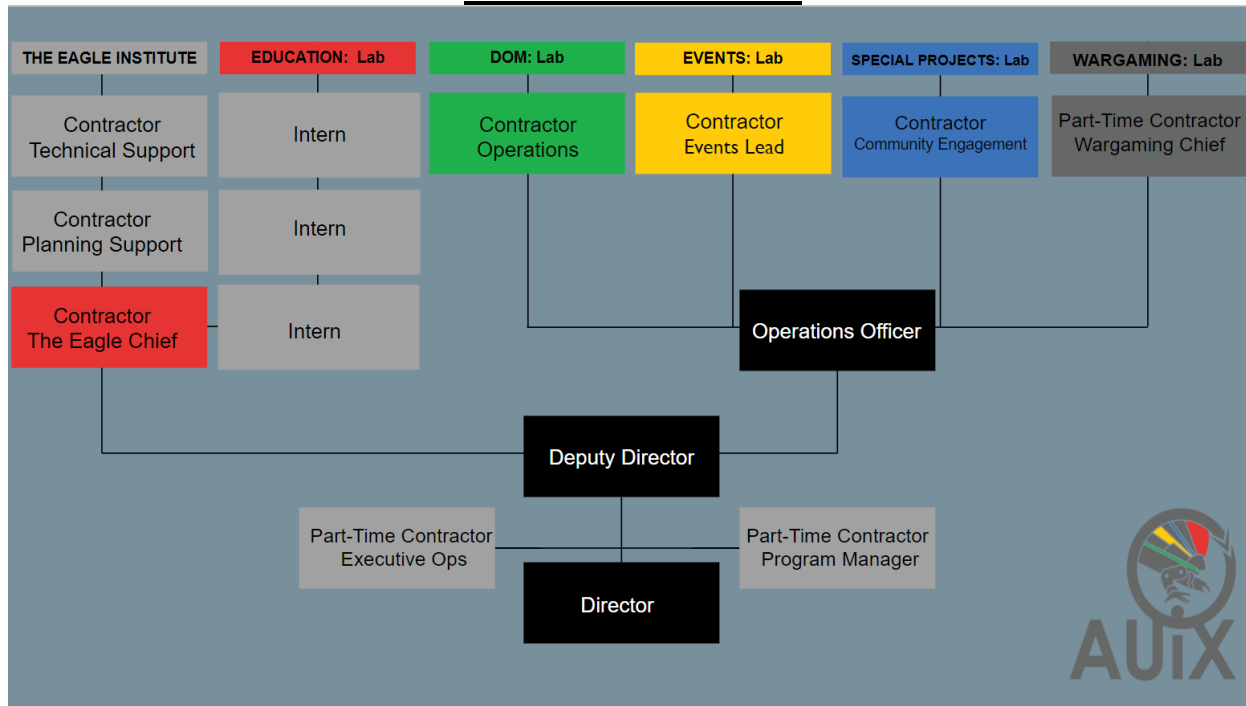 THE EAGLE INSTITUTE
EDUCATION: Lab
DOM: Lab
EVENTS: Lab
SPECIAL PROJECTS: Lab
WARGAMING: Lab
Contractor
Technical Support
Intern
Contractor
Operations
Contractor
Events Lead
Contractor
Community Engagement
Part-Time Contractor
Wargaming Chief
Contractor
Planning Support
Intern
Contractor
The Eagle Chief
Intern
Operations Officer
Deputy Director
Part-Time Contractor
Executive Ops
Part-Time Contractor
Program Manager
Director
AUiX